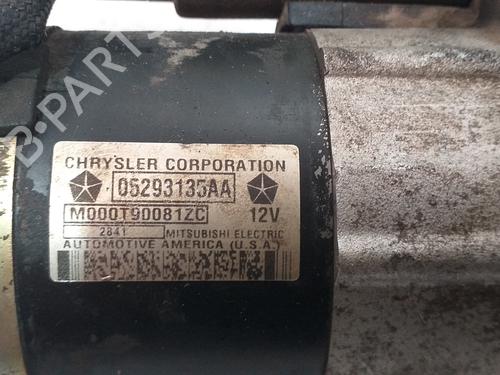 CHRYSLER CORPORATION
05293135AA
M000T90081ZC 12V
2841 MITSUBISHI ELECTRIC
AUTOMOTIVE AMERICA (U.S.A.)
B-PARTS